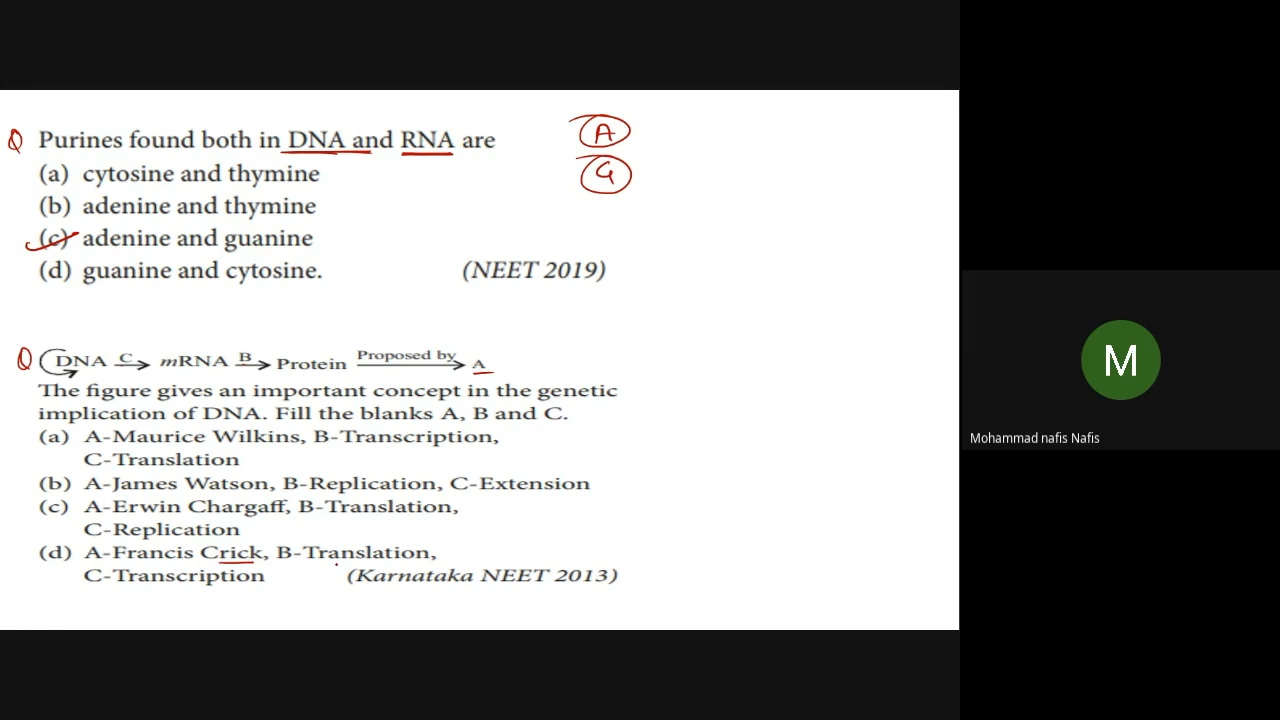 Q Purines found both in DNA and RNA are
A
G
(a) cytosine and thymine
(b) adenine and thymine
(c) adenine and guanine
(d) guanine and cytosine. (NEET 2019)
Q DNA C mRNA B Protein Proposed by A
The figure gives an important concept in the genetic
implication of DNA. Fill the blanks A, B and C.
(a) A-Maurice Wilkins, B-Transcription,
C-Translation
(b) A-James Watson, B-Replication, C-Extension
(c) A-Erwin Chargaff, B-Translation,
C-Replication
(d) A-Francis Crick, B-Translation,
C-Transcription (Karnataka NEET 2013)
M
Mohammad nafis Nafis